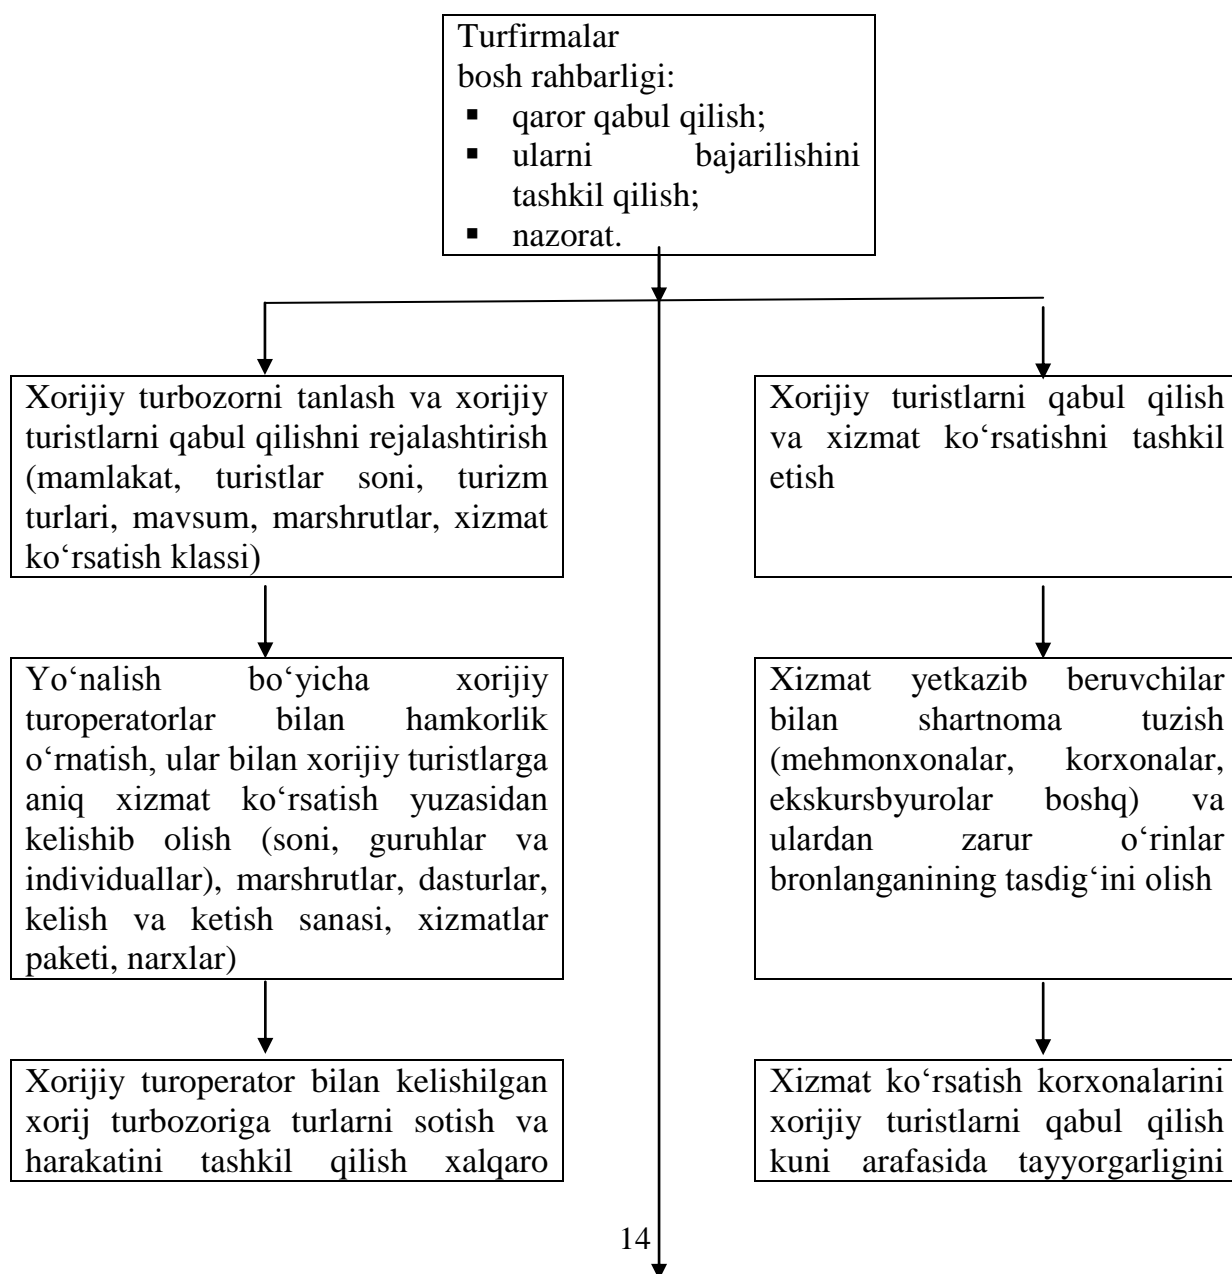 Turfirmalar
bosh rahbarligi:
▪ qaror qabul qilish;
▪ ularni bajarilishini
tashkil qilish;
▪ nazorat.
Xorijiy turbozorni tanlash va xorijiy
turistlarni qabul qilishni rejalashtirish
(mamlakat, turistlar soni, turizm
turlari, mavsum, marshrutlar, xizmat
ko‘rsatish klassi)
Xorijiy turistlarni qabul qilish
va xizmat ko‘rsatishni tashkil
etish
Yo‘nalish bo‘yicha xorijiy
turoperatorlar bilan hamkorlik
o‘rnatish, ular bilan xorijiy turistlarga
aniq xizmat ko‘rsatish yuzasidan
kelishib olish (soni, guruhlar va
individuallar), marshrutlar, dasturlar,
kelish va ketish sanasi, xizmatlar
paketi, narxlar)
Xizmat yetkazib beruvchilar
bilan shartnoma tuzish
(mehmonxonalar, korxonalar,
ekskursbyurolar boshq) va
ulardan zarur o‘rinlar
bronlanganining tasdig‘ini olish
Xorijiy turoperator bilan kelishilgan
xorij turbozoriga turlarni sotish va
harakatini tashkil qilish xalqaro
Xizmat ko‘rsatish korxonalarini
xorijiy turistlarni qabul qilish
kuni arafasida tayyorgarligini
14